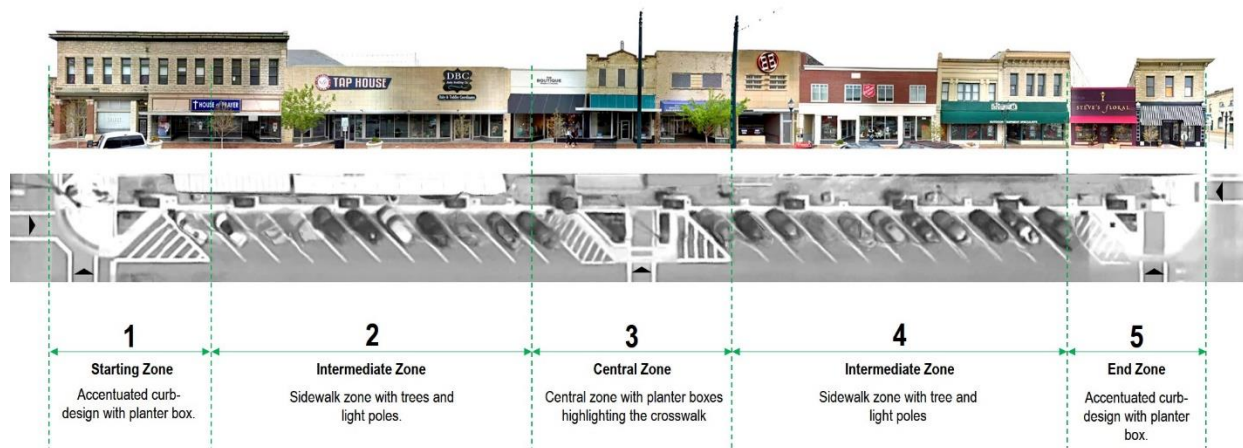 TAP HOUSE
DBC
THE BOUTIQUE
HOUSE OF PRAYER
STEVE'S FLORAL
1
Starting Zone
Accentuated curb-
design with planter box.
2
Intermediate Zone
Sidewalk zone with trees and
light poles.
3
Central Zone
Central zone with planter boxes
highlighting the crosswalk
4
Intermediate Zone
Sidewalk zone with tree and
light poles
5
End Zone
Accentuated curb-
design with planter
box.